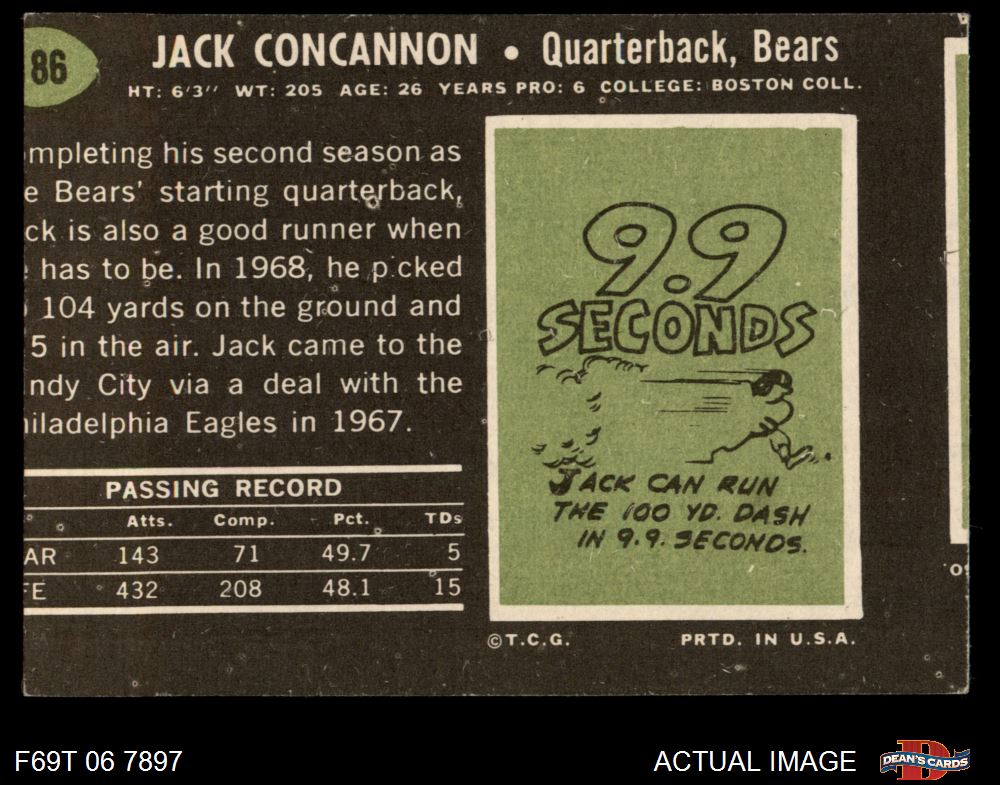 86
JACK CONCANNON • Quarterback, Bears
HT: 6'3'' WT: 205 AGE: 26 YEARS PRO: 6 COLLEGE: BOSTON COLL.
mpleting his second season as
e Bears' starting quarterback,
ck is also a good runner when
has to be. In 1968, he p cked
104 yards on the ground and
5 in the air. Jack came to the
ndy City via a deal with the
iladelphia Eagles in 1967.
PASSING RECORD
Atts. Comp. Pct. TDs
AR 143 71 49.7 5
FE 432 208 48.1 15
9.9
SECONDS
JACK CAN RUN
THE 100 YD. DASH
IN 9.9. SECONDS.
©T.C.G. PRTD. IN U.S.A.
F69T 06 7897
ACTUAL IMAGE
DEAN'S CARDS